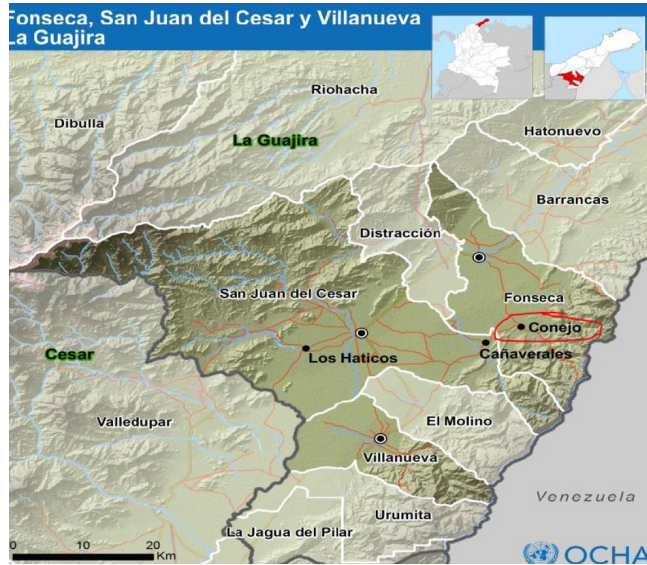 Fonseca, San Juan del Cesar y Villanueva
La Guajira
Riohacha
Dibulla
La Guajira
Hatonuevo
Barrancas
Distracción
San Juan del Cesar
Fonseca
Conejo
Cesar
Los Haticos
Cañaverales
Valledupar
El Molino
Villanueva
Venezuela
Urumita
La Jagua del Pilar
0 10 20
Km
OCHA